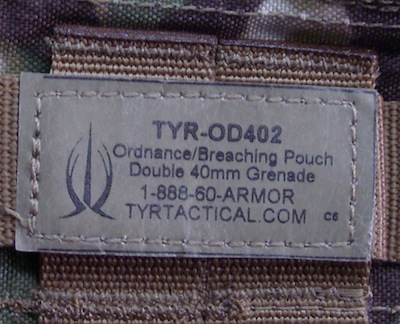 TYR-OD402
Ordnance/Breaching Pouch
Double 40mm Grenade
1-888-60-ARMOR
TYRTACTICAL.COM C6